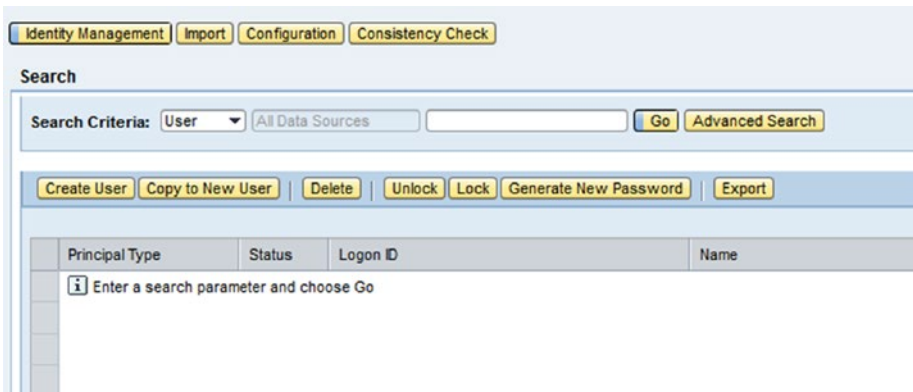 Identity Management Import Configuration Consistency Check
Search
Search Criteria: User All Data Sources Go Advanced Search
Create User Copy to New User Delete Unlock Lock Generate New Password Export
Principal Type Status Logon ID Name
Enter a search parameter and choose Go